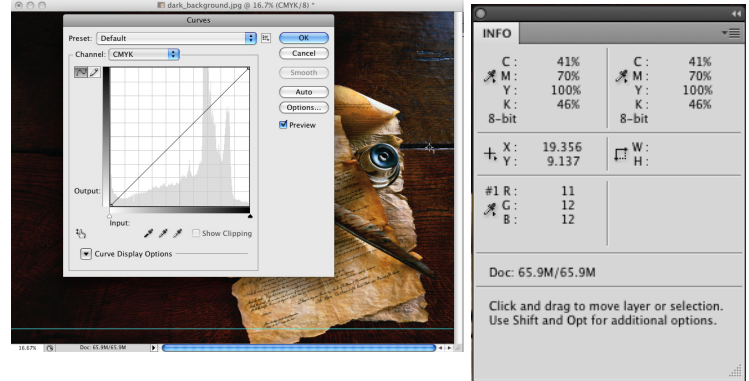 dark_background.jpg @ 16.7% (CMYK/8) *
Curves
Preset: Default
OK
Channel: CMYK
Cancel
Smooth
Auto
Options...
Preview
Output:
Input:
Show Clipping
Curve Display Options
16.67% Doc: 65.9M/65.9M
INFO
C : 41% C : 41%
M : 70% M : 70%
Y : 100% Y : 100%
K : 46% K : 46%
8-bit 8-bit
X : 19.356 W :
Y : 9.137 H :
#1 R : 11
G : 12
B : 12
Doc: 65.9M/65.9M
Click and drag to move layer or selection.
Use Shift and Opt for additional options.